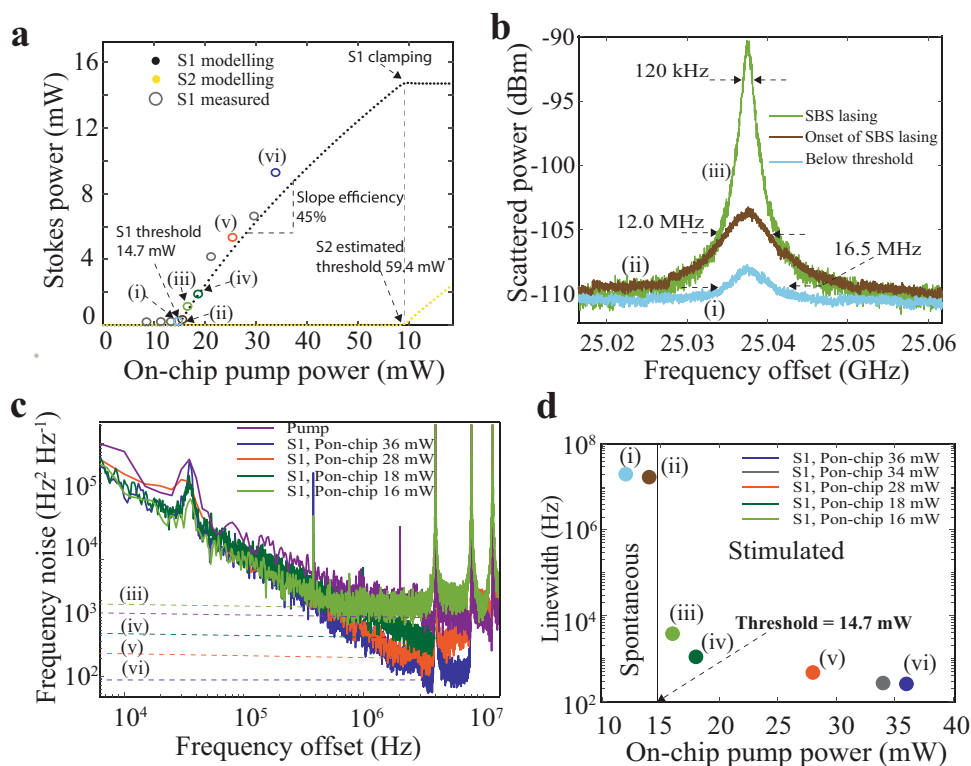 a
16
12
8
4
0
Stokes power (mW)
S1 modelling
S2 modelling
S1 measured
S1 clamping
(vi)
(v)
Slope efficiency
45%
S1 threshold
14.7 mW
(iii)
(iv)
(i)
(ii)
S2 estimated
threshold 59.4 mW
0 10 20 30 40 50 10
On-chip pump power (mW)
b
-90
-95
-100
-105
-110
Scattered power (dBm)
120 kHz
SBS lasing
Onset of SBS lasing
Below threshold
(iii)
12.0 MHz
16.5 MHz
(ii)
(i)
25.02 25.03 25.04 25.05 25.06
Frequency offset (GHz)
c
10⁵
10⁴
10³
10²
Frequency noise (Hz² Hz⁻¹)
Pump
S1, Pon-chip 36 mW
S1, Pon-chip 28 mW
S1, Pon-chip 18 mW
S1, Pon-chip 16 mW
(iii)
(iv)
(v)
(vi)
10⁴ 10⁵ 10⁶ 10⁷
Frequency offset (Hz)
d
10⁸
10⁶
10⁴
10²
Linewidth (Hz)
(i)
(ii)
S1, Pon-chip 36 mW
S1, Pon-chip 34 mW
S1, Pon-chip 28 mW
S1, Pon-chip 18 mW
S1, Pon-chip 16 mW
Spontaneous
Stimulated
(iii)
Threshold = 14.7 mW
(iv)
(v)
(vi)
10 15 20 25 30 35 40
On-chip pump power (mW)